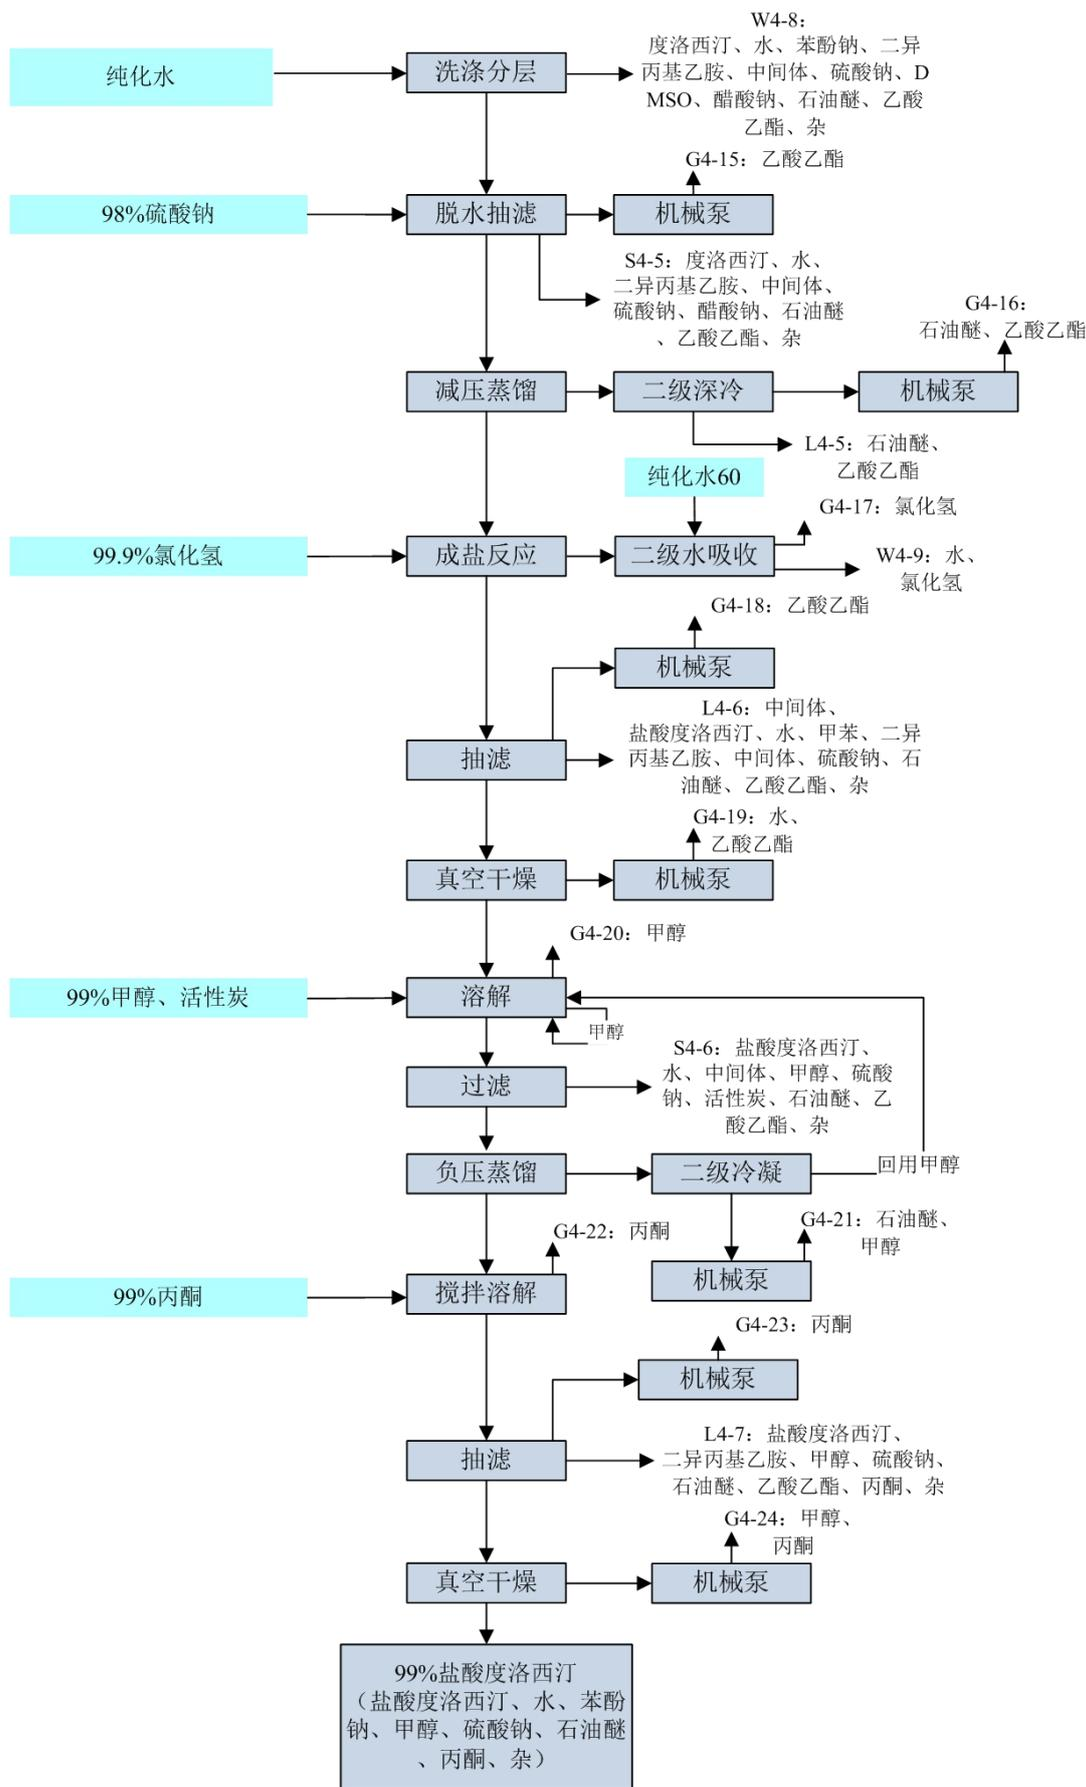 W4-8：
度洛西汀、水、苯酚钠、二异
丙基乙胺、中间体、硫酸钠、D
MSO、醋酸钠、石油醚、乙酸
乙酯、杂
纯化水
洗涤分层
G4-15：乙酸乙酯
98%硫酸钠
脱水抽滤
机械泵
S4-5：度洛西汀、水、
二异丙基乙胺、中间体、
硫酸钠、醋酸钠、石油醚
、乙酸乙酯、杂
G4-16：
石油醚、乙酸乙酯
减压蒸馏
二级深冷
机械泵
L4-5：石油醚、
乙酸乙酯
纯化水60
G4-17：氯化氢
99.9%氯化氢
成盐反应
二级水吸收
W4-9：水、
氯化氢
G4-18：乙酸乙酯
机械泵
L4-6：中间体、
盐酸度洛西汀、水、甲苯、二异
丙基乙胺、中间体、硫酸钠、石
油醚、乙酸乙酯、杂
抽滤
G4-19：水、
乙酸乙酯
真空干燥
机械泵
G4-20：甲醇
99%甲醇、活性炭
溶解
甲醇
S4-6：盐酸度洛西汀、
水、中间体、甲醇、硫酸
钠、活性炭、石油醚、乙
酸乙酯、杂
过滤
负压蒸馏
二级冷凝
回用甲醇
G4-21：石油醚、
甲醇
G4-22：丙酮
机械泵
99%丙酮
搅拌溶解
G4-23：丙酮
机械泵
L4-7：盐酸度洛西汀、
二异丙基乙胺、甲醇、硫酸钠、
石油醚、乙酸乙酯、丙酮、杂
抽滤
G4-24：甲醇、
丙酮
真空干燥
机械泵
99%盐酸度洛西汀
（盐酸度洛西汀、水、苯酚
钠、甲醇、硫酸钠、石油醚
、丙酮、杂）